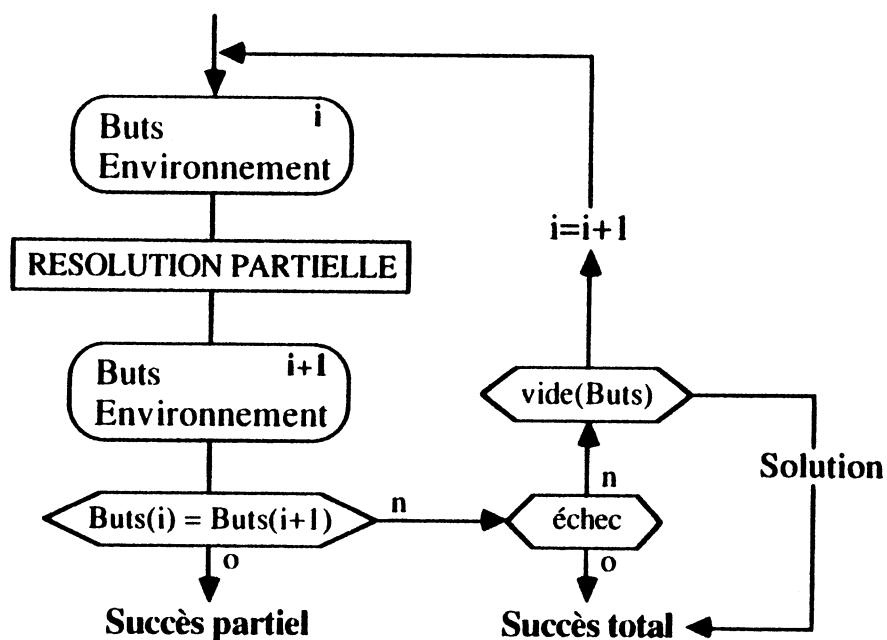 Buts i
Environnement
RESOLUTION PARTIELLE
i=i+1
Buts i+1
Environnement
vide(Buts)
Solution
Buts(i) = Buts(i+1)
n
échec
n
o
o
Succès partiel
Succès total